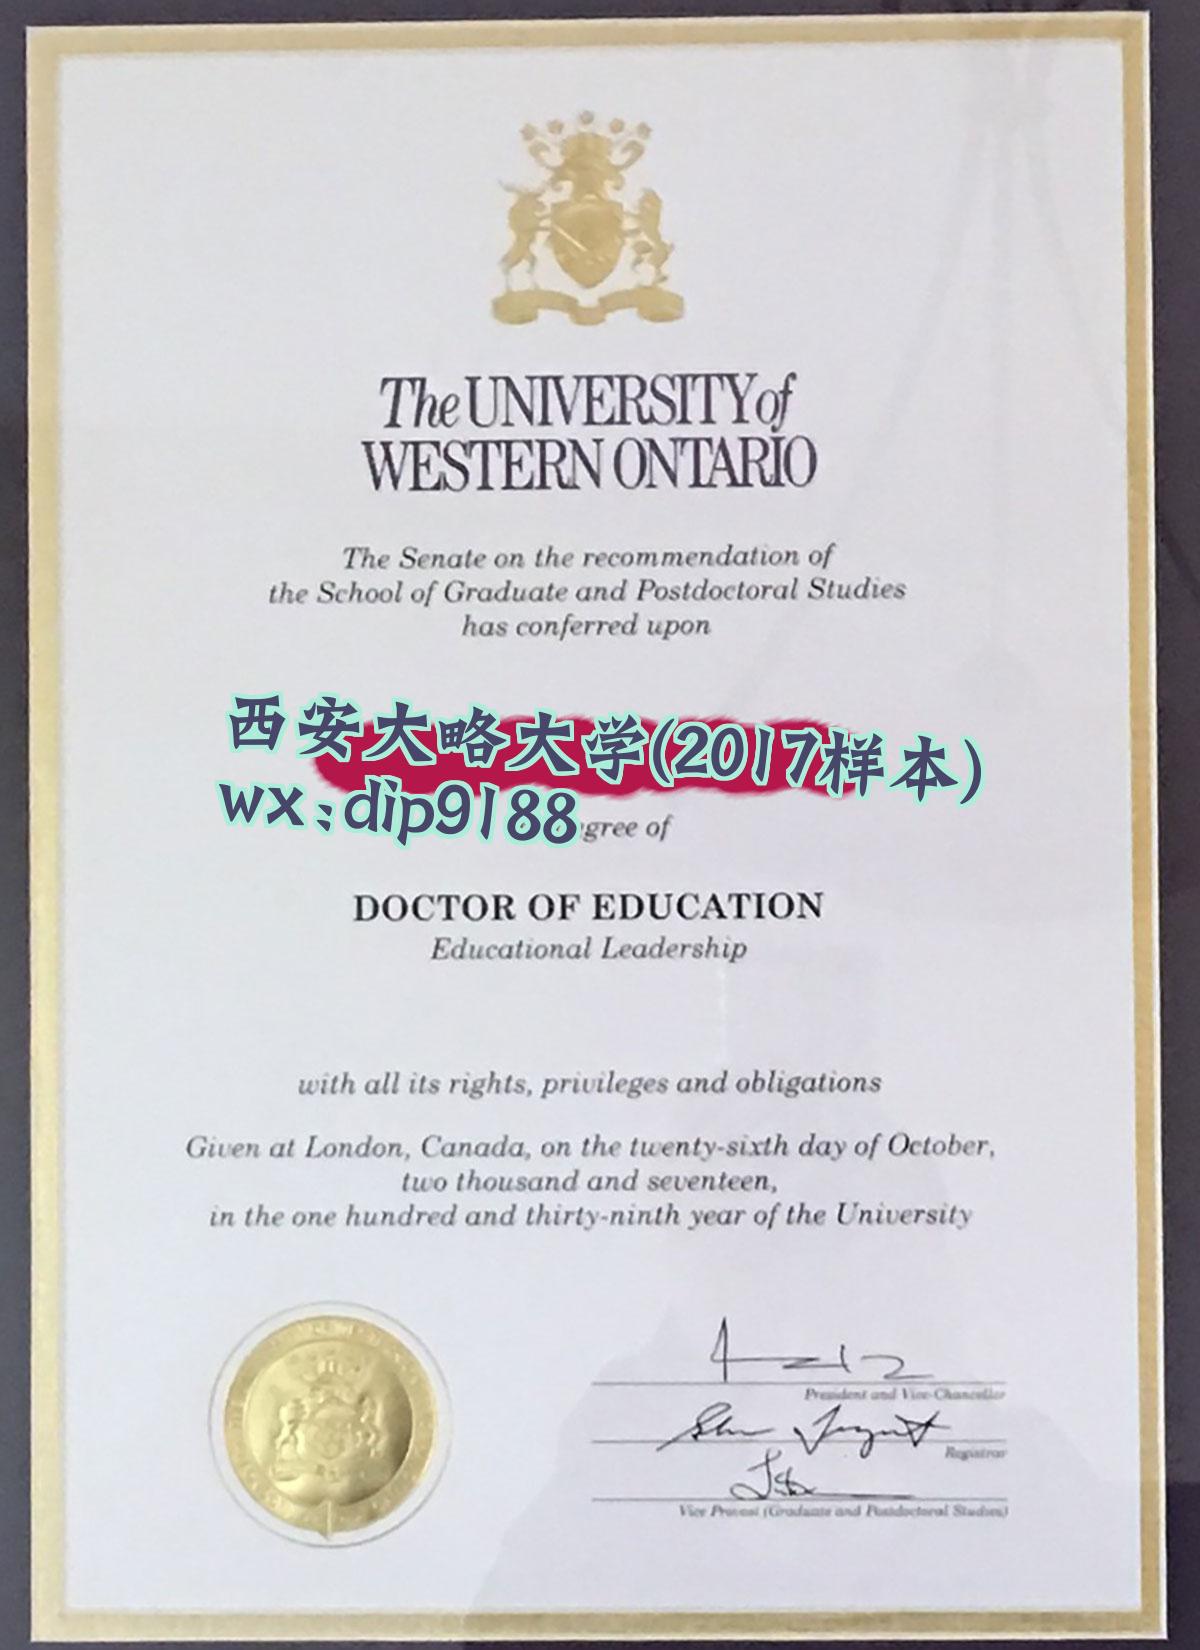 The UNIVERSITY of
WESTERN ONTARIO
The Senate on the recommendation of
the School of Graduate and Postdoctoral Studies
has conferred upon
西安大略大学(2017样本)
wx:dip9188
gree of
DOCTOR OF EDUCATION
Educational Leadership
with all its rights, privileges and obligations
Given at London, Canada, on the twenty-sixth day of October,
two thousand and seventeen,
in the one hundred and thirty-ninth year of the University
President and Vice-Chancellor
Registrar
Vice Provost (Graduate and Postdoctoral Studies)